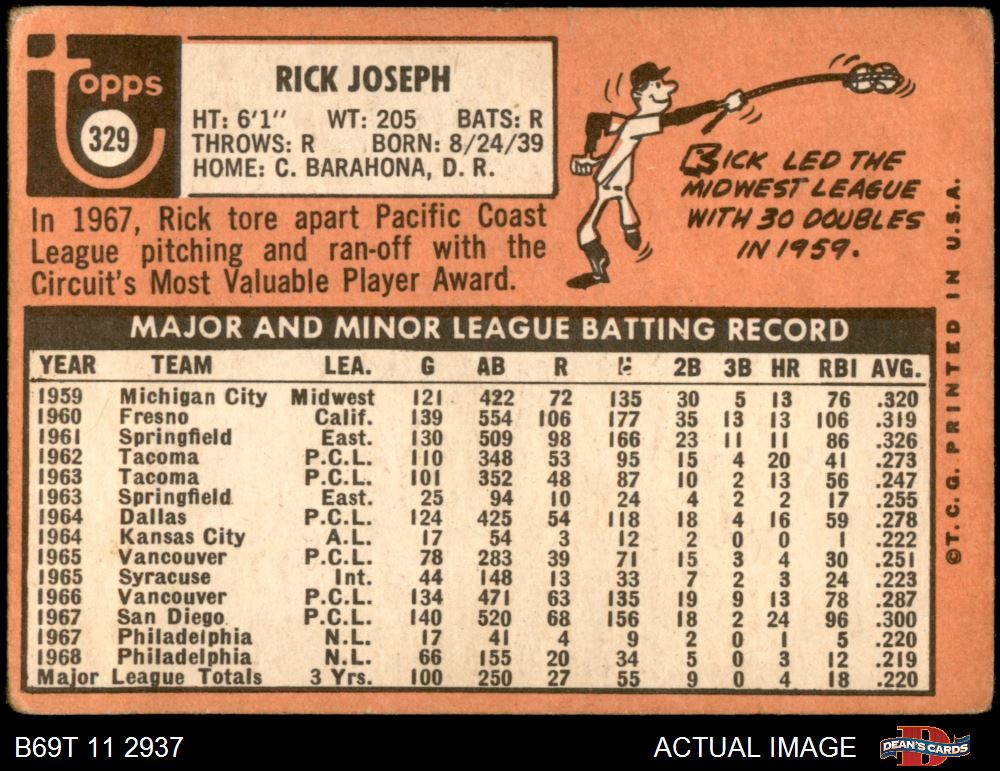 Topps
329
RICK JOSEPH
HT: 6'1" WT: 205 BATS: R
THROWS: R BORN: 8/24/39
HOME: C. BARAHONA, D. R.
In 1967, Rick tore apart Pacific Coast
League pitching and ran-off with the
Circuit's Most Valuable Player Award.
RICK LED THE
MIDWEST LEAGUE
WITH 30 DOUBLES
IN 1959.
MAJOR AND MINOR LEAGUE BATTING RECORD
YEAR TEAM LEA. G AB R H 2B 3B HR RBI AVG.
1959 Michigan City Midwest 121 422 72 135 30 5 13 76 .320
1960 Fresno Calif. 139 554 106 177 35 13 13 106 .319
1961 Springfield East. 130 509 98 166 23 11 11 86 .326
1962 Tacoma P.C.L. 110 348 53 95 15 4 20 41 .273
1963 Tacoma P.C.L. 101 352 48 87 10 2 13 56 .247
1963 Springfield East. 25 94 10 24 4 2 2 17 .255
1964 Dallas P.C.L. 124 425 54 118 18 4 16 59 .278
1964 Kansas City A.L. 17 54 3 12 2 0 0 1 .222
1965 Vancouver P.C.L. 78 283 39 71 15 3 4 30 .251
1965 Syracuse Int. 44 148 13 33 7 2 3 24 .223
1966 Vancouver P.C.L. 134 471 63 135 19 9 13 78 .287
1967 San Diego P.C.L. 140 520 68 156 18 2 24 96 .300
1967 Philadelphia N.L. 17 41 4 9 2 0 1 5 .220
1968 Philadelphia N.L. 66 155 20 34 5 0 3 12 .219
Major League Totals 3 Yrs. 100 250 27 55 9 0 4 18 .220
©T. C. G. PRINTED IN U.S.A.
B69T 11 2937
ACTUAL IMAGE
DEAN'S CARDS